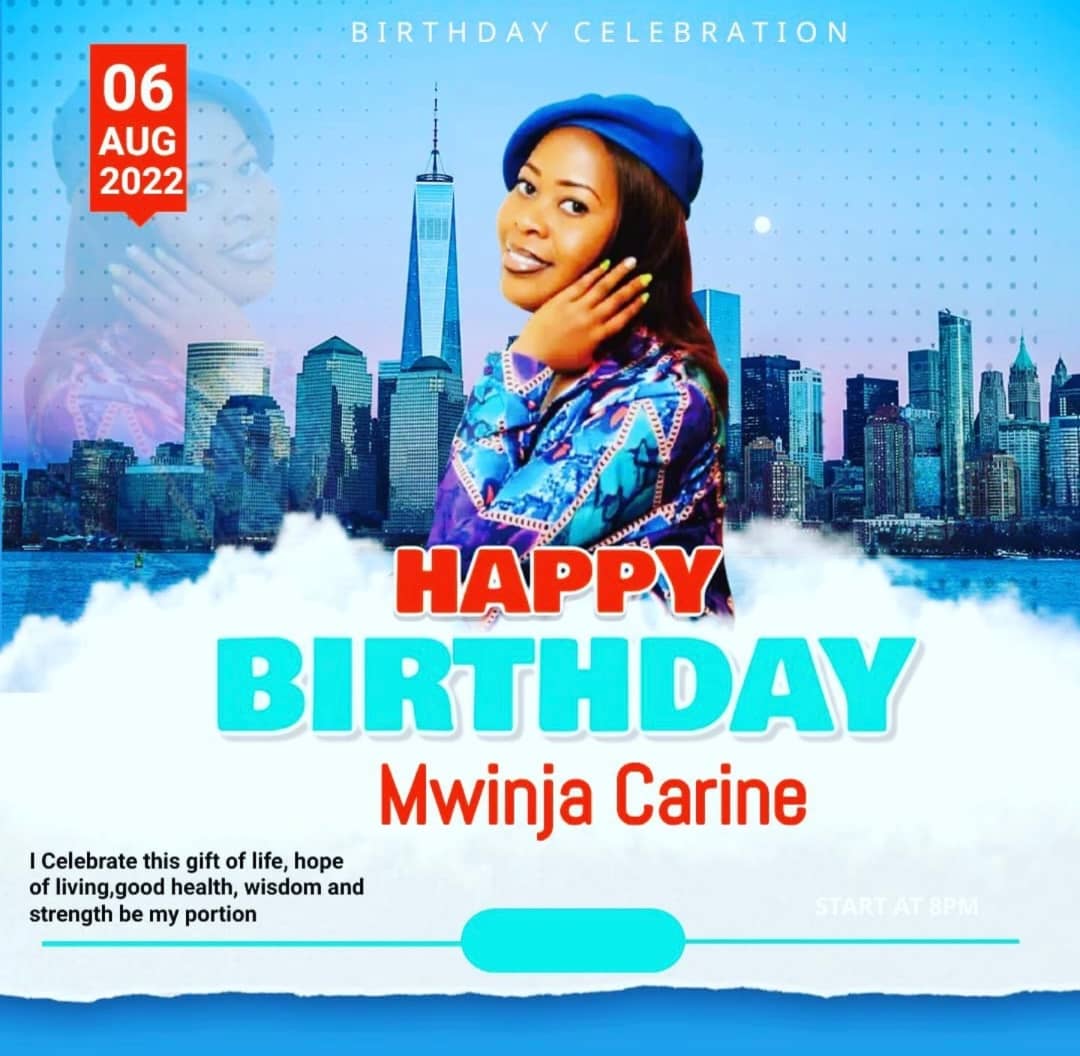 BIRTHDAY CELEBRATION
06
AUG
2022
HAPPY
BIRTHDAY
Mwinja Carine
I Celebrate this gift of life, hope
of living,good health, wisdom and
strength be my portion
START AT 8PM